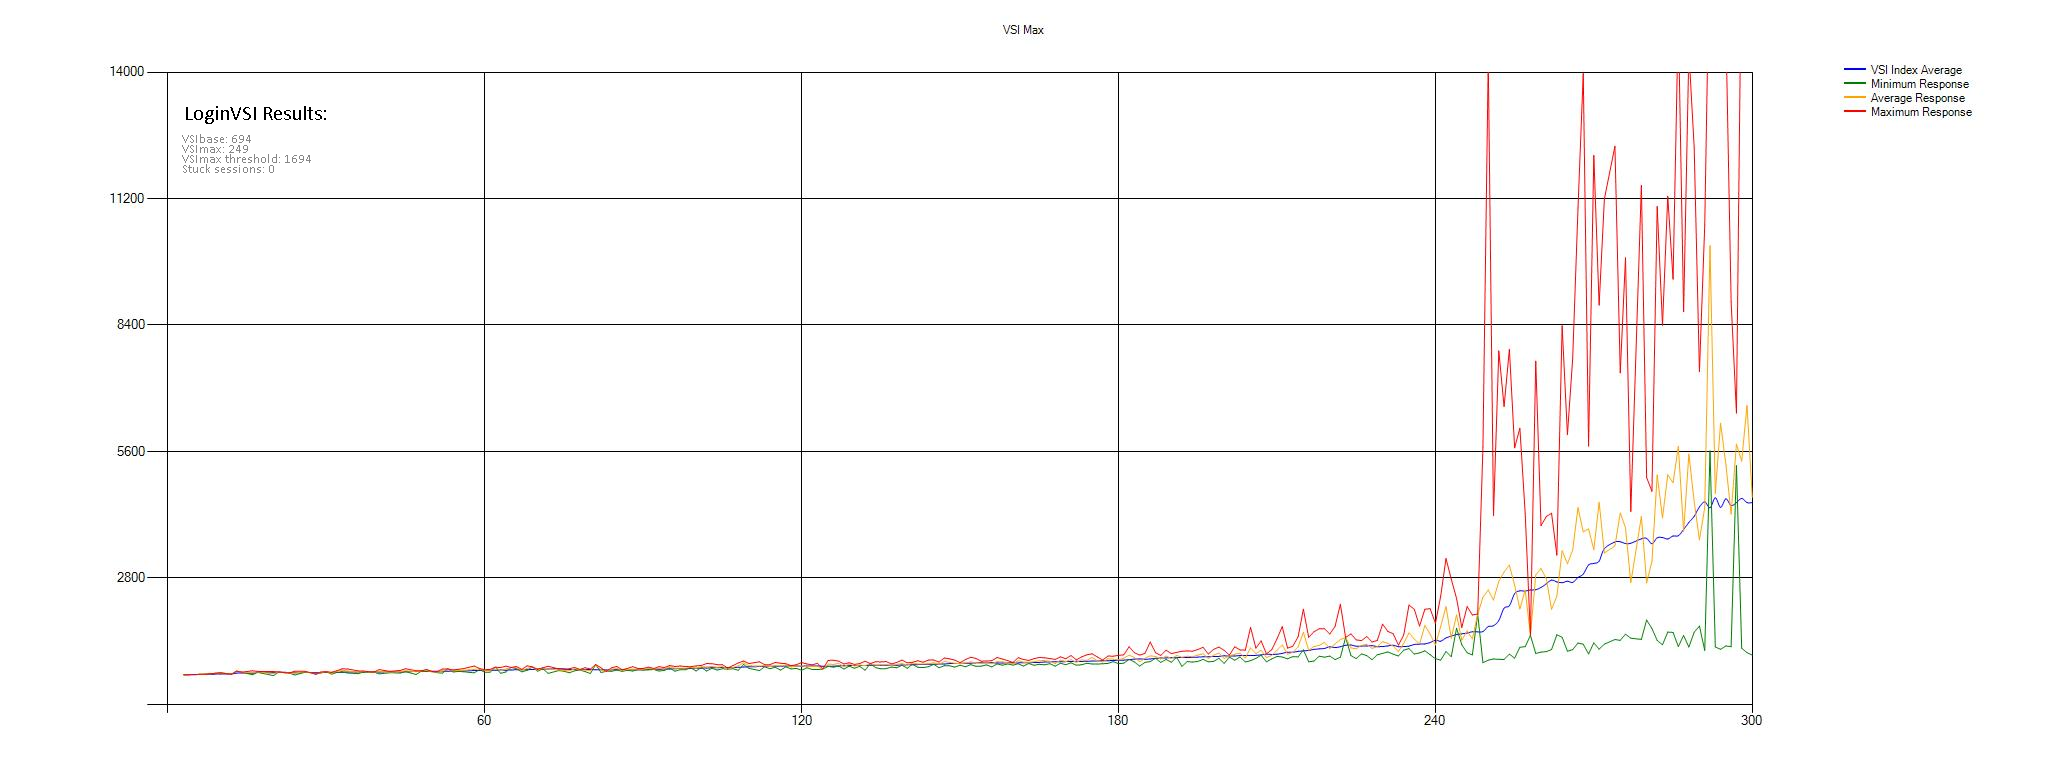 VSI Max
14000
11200
8400
5600
2800
LoginVSI Results:
VSIbase: 694
VSImax: 249
VSImax threshold: 1694
Stuck sessions: 0
60
120
180
240
300
VSI Index Average
Minimum Response
Average Response
Maximum Response